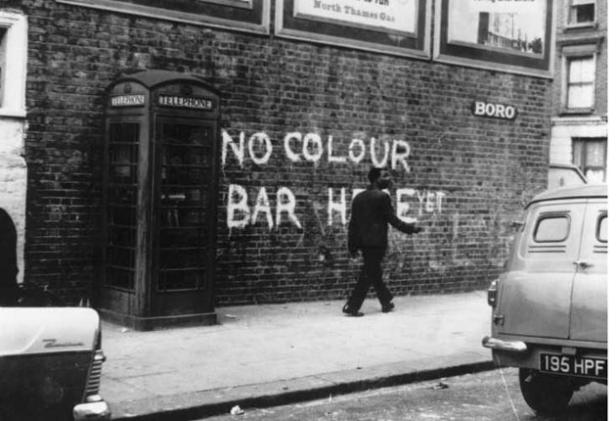 North Thames Gas
TELEPHONE TELEPHONE
BORO'
NO COLOUR
BAR YET
195 HPF